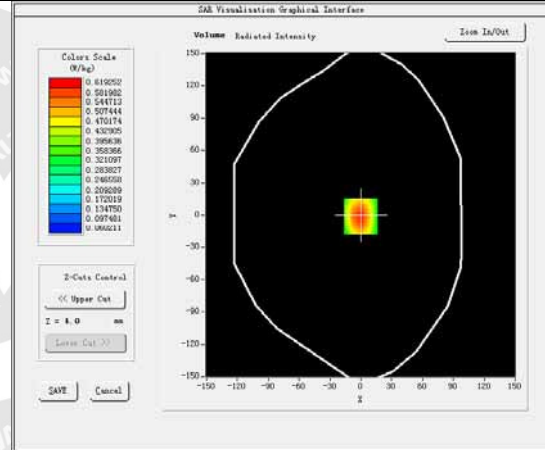 SAR Visualisation Graphical Interface
Colors Scale
(W/kg)
0.619252
0.581982
0.544713
0.507444
0.470174
0.432905
0.395636
0.358366
0.321097
0.283827
0.246558
0.209289
0.172019
0.134750
0.097481
0.060211
Volume Radiated Intensity
Zoom In/Out
150
120
90
60
30
0
-30
-60
-90
-120
-150
Y
-150 -120 -90 -60 -30 0 30 60 90 120 150
X
Z-Cuts Control
<< Upper Cut
Z = 4.0 mm
Lower Cut >>
SAVE Cancel